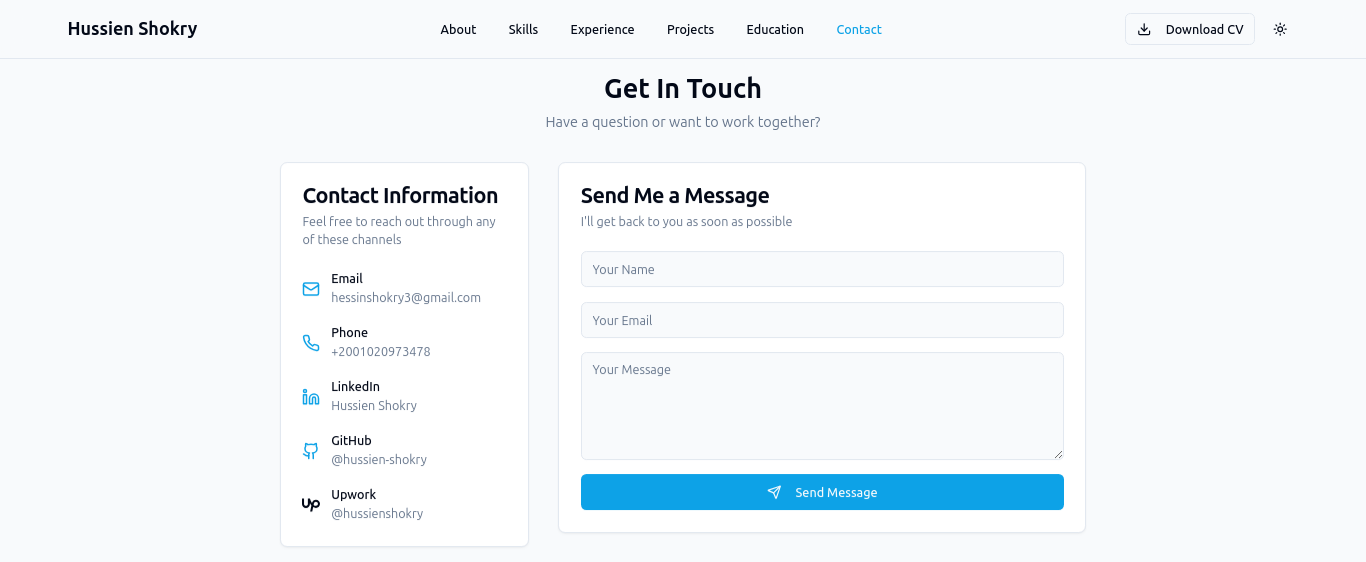 Hussien Shokry
About
Skills
Experience
Projects
Education
Contact
Download CV
Get In Touch
Have a question or want to work together?
Contact Information
Feel free to reach out through any
of these channels
Email
hessinshokry3@gmail.com
Phone
+2001020973478
LinkedIn
Hussien Shokry
GitHub
@hussien-shokry
up
Upwork
@hussienshokry
Send Me a Message
I'll get back to you as soon as possible
Your Name
Your Email
Your Message
Send Message